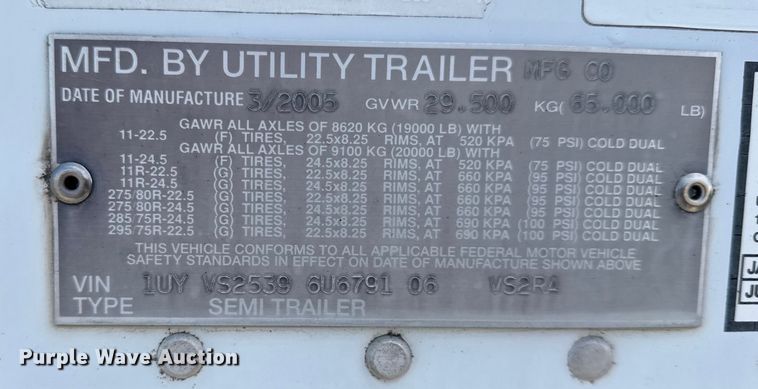 MFD. BY UTILITY TRAILER MFG CO
DATE OF MANUFACTURE 3/2005 GVWR 29.500 KG( 65.000 LB)
GAWR ALL AXLES OF 8620 KG (19000 LB) WITH
11-22.5 (F) TIRES, 22.5x8.25 RIMS, AT 520 KPA (75 PSI) COLD DUAL
GAWR ALL AXLES OF 9100 KG (20000 LB) WITH
11-24.5 (F) TIRES, 24.5x8.25 RIMS, AT 520 KPA (75 PSI) COLD DUAL
11R-22.5 (G) TIRES, 22.5x8.25 RIMS, AT 660 KPA (95 PSI) COLD DUAL
11R-24.5 (G) TIRES, 24.5x8.25 RIMS, AT 660 KPA (95 PSI) COLD DUAL
275/80R-22.5 (G) TIRES, 22.5x8.25 RIMS, AT 660 KPA (95 PSI) COLD DUAL
275 80R-24.5 (G) TIRES, 24.5x8.25 RIMS, AT 660 KPA (95 PSI) COLD DUAL
285 75R-24.5 (G) TIRES, 24.5x8.25 RIMS, AT 690 KPA (100 PSI) COLD DUAL
295 75R-22.5 (G) TIRES, 22.5x8.25 RIMS, AT 690 KPA (100 PSI) COLD DUAL
THIS VEHICLE CONFORMS TO ALL APPLICABLE FEDERAL MOTOR VEHICLE
SAFETY STANDARDS IN EFFECT ON DATE OF MANUFACTURE SHOWN ABOVE
VIN 1UY VS2539 6U6791 06 VS2RA
TYPE SEMI TRAILER
Purple Wave Auction